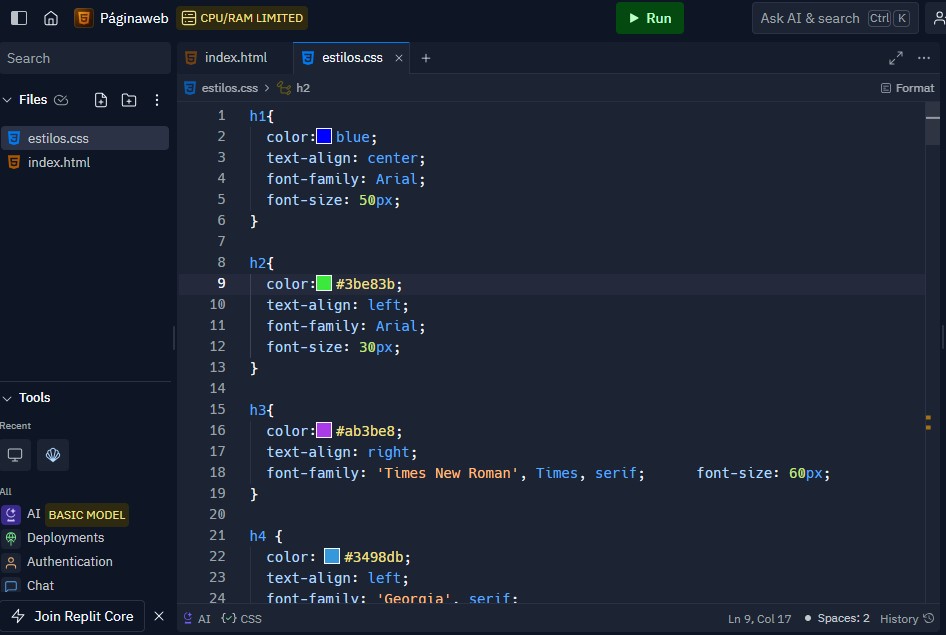 Páginaweb CPU/RAM LIMITED Run Ask AI & search Ctrl K
Search
index.html estilos.css × +
estilos.css > h2 Format
Files
estilos.css
index.html
1 h1{
2 color: blue;
3 text-align: center;
4 font-family: Arial;
5 font-size: 50px;
6 }
7
8 h2{
9 color: #3be83b;
10 text-align: left;
11 font-family: Arial;
12 font-size: 30px;
13 }
14
15 h3{
16 color: #ab3be8;
17 text-align: right;
18 font-family: 'Times New Roman', Times, serif; font-size: 60px;
19 }
20
21 h4 {
22 color: #3498db;
23 text-align: left;
24 font-family: 'Georgia', serif;
Tools
Recent
All
AI BASIC MODEL
Deployments
Authentication
Chat
Join Replit Core ×
AI {✓} CSS Ln 9, Col 17 • Spaces: 2 History